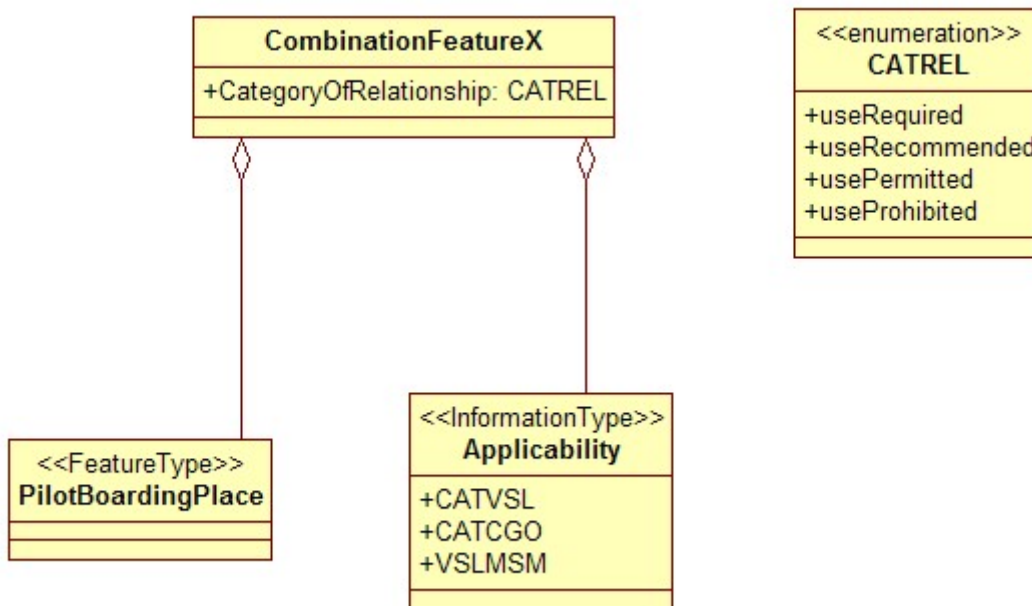 CombinationFeatureX
+CategoryOfRelationship: CATREL
<<enumeration>>
CATREL
+useRequired
+useRecommended
+usePermitted
+useProhibited
<<FeatureType>>
PilotBoardingPlace
<<InformationType>>
Applicability
+CATVSL
+CATCGO
+VSLMSM